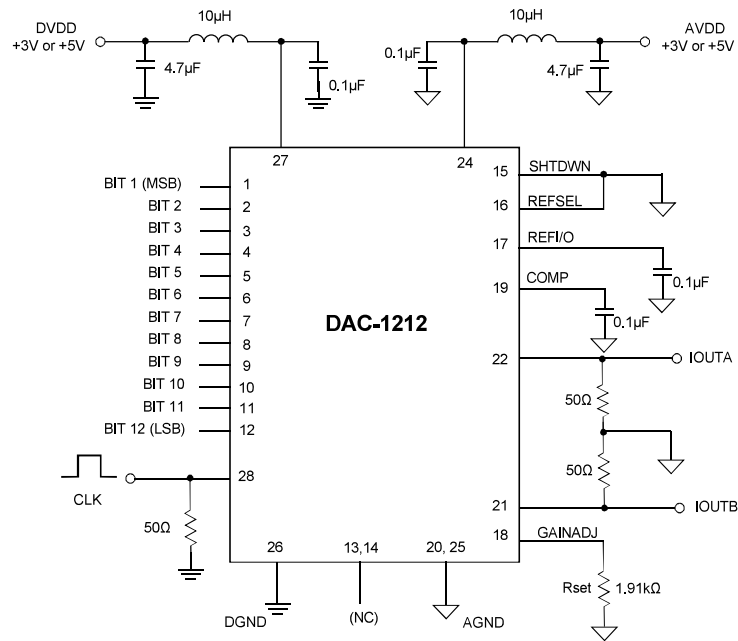 DVDD
+3V or +5V
10µH
4.7µF
0.1µF
10µH
AVDD
+3V or +5V
0.1µF
4.7µF
27
24
BIT 1 (MSB)
1
BIT 2
2
BIT 3
3
BIT 4
4
BIT 5
5
BIT 6
6
BIT 7
7
BIT 8
8
BIT 9
9
BIT 10
10
BIT 11
11
BIT 12 (LSB)
12
28
CLK
50Ω
DAC-1212
15
SHTDWN
16
REFSEL
17
REFI/O
0.1µF
19
COMP
0.1µF
22
IOUTA
50Ω
50Ω
21
IOUTB
18
GAINADJ
Rset
1.91kΩ
26
13,14
20, 25
DGND
(NC)
AGND